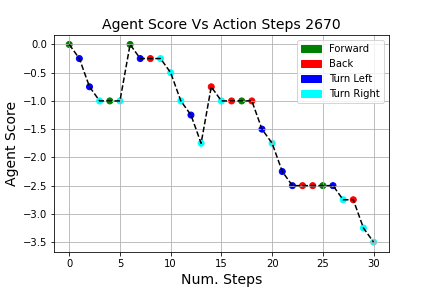 Agent Score Vs Action Steps 2670
Agent Score
0.0
−0.5
−1.0
−1.5
−2.0
−2.5
−3.0
−3.5
Forward
Back
Turn Left
Turn Right
0 5 10 15 20 25 30
Num. Steps